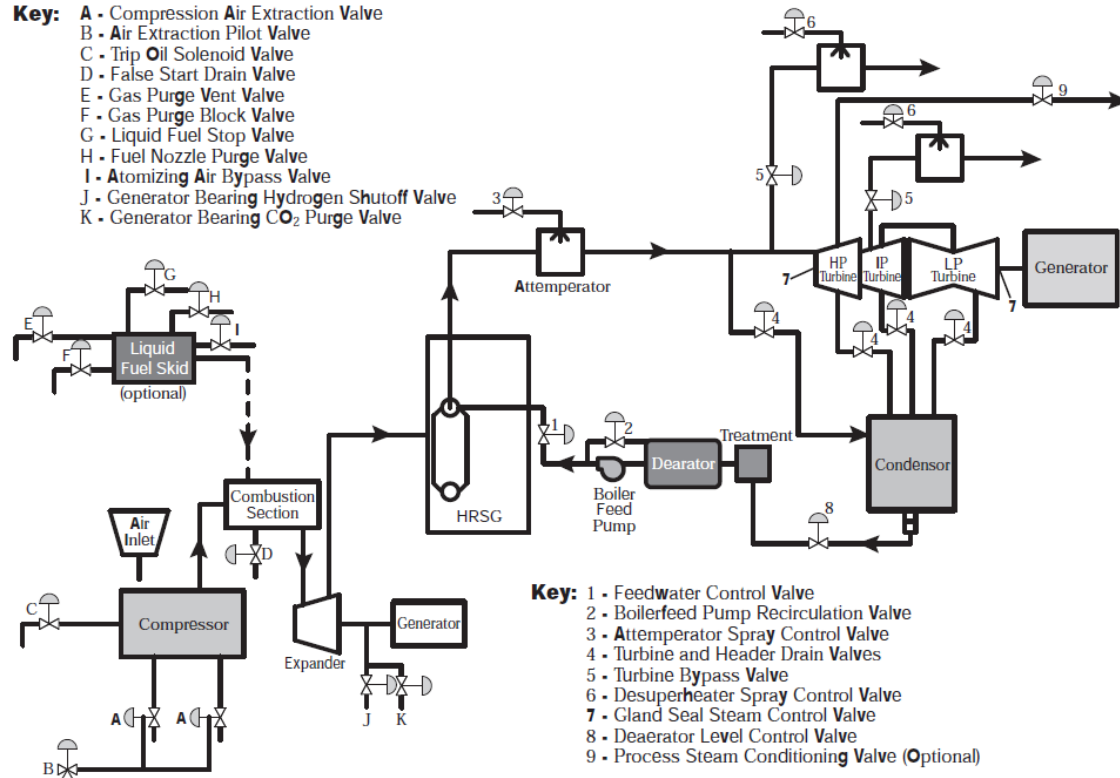 Key: A - Compression Air Extraction Valve
B - Air Extraction Pilot Valve
C - Trip Oil Solenoid Valve
D - False Start Drain Valve
E - Gas Purge Vent Valve
F - Gas Purge Block Valve
G - Liquid Fuel Stop Valve
H - Fuel Nozzle Purge Valve
I - Atomizing Air Bypass Valve
J - Generator Bearing Hydrogen Shutoff Valve
K - Generator Bearing CO₂ Purge Valve
6
9
6
5
5
3
Attemperator
HP
Turbine
IP
Turbine
LP
Turbine
Generator
7
7
4
4
4
4
G
H
E
I
F
Liquid
Fuel Skid
(optional)
1
2
Treatment
Dearator
Boiler
Feed
Pump
Condensor
HRSG
8
Combustion
Section
Air
Inlet
D
C
Compressor
Expander
Generator
A
A
J
K
B
Key: 1 - Feedwater Control Valve
2 - Boilerfeed Pump Recirculation Valve
3 - Attemperator Spray Control Valve
4 - Turbine and Header Drain Valves
5 - Turbine Bypass Valve
6 - Desuperheater Spray Control Valve
7 - Gland Seal Steam Control Valve
8 - Deaerator Level Control Valve
9 - Process Steam Conditioning Valve (Optional)